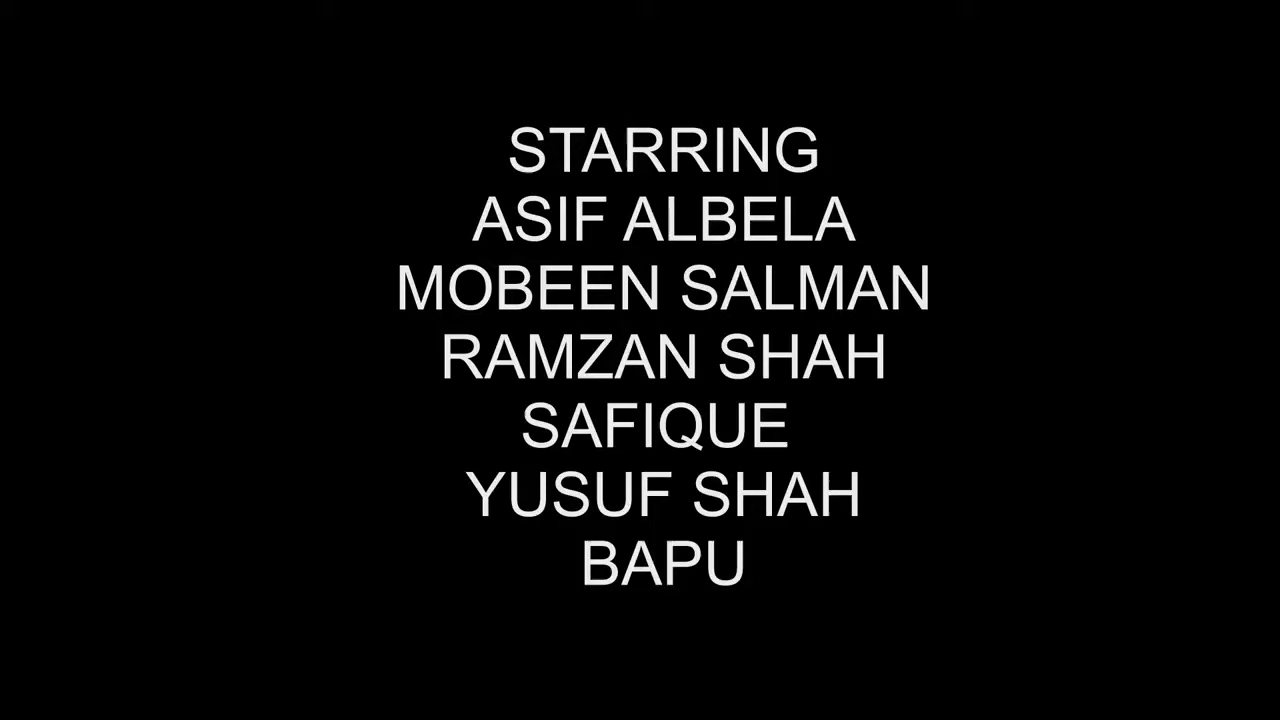 STARRING
ASIF ALBELA
MOBEEN SALMAN
RAMZAN SHAH
SAFIQUE
YUSUF SHAH
BAPU